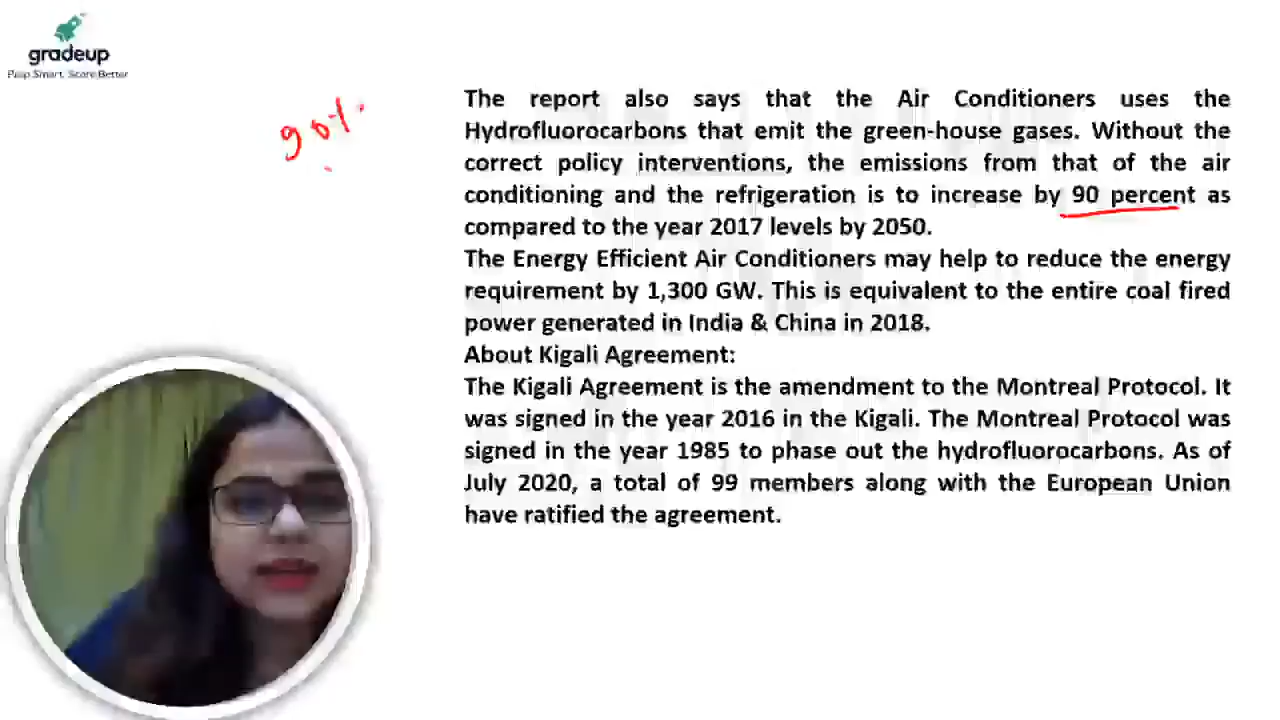 gradeup
Prep Smart. Score Better
90%
The report also says that the Air Conditioners uses the
Hydrofluorocarbons that emit the green-house gases. Without the
correct policy interventions, the emissions from that of the air
conditioning and the refrigeration is to increase by 90 percent as
compared to the year 2017 levels by 2050.
The Energy Efficient Air Conditioners may help to reduce the energy
requirement by 1,300 GW. This is equivalent to the entire coal fired
power generated in India & China in 2018.
About Kigali Agreement:
The Kigali Agreement is the amendment to the Montreal Protocol. It
was signed in the year 2016 in the Kigali. The Montreal Protocol was
signed in the year 1985 to phase out the hydrofluorocarbons. As of
July 2020, a total of 99 members along with the European Union
have ratified the agreement.